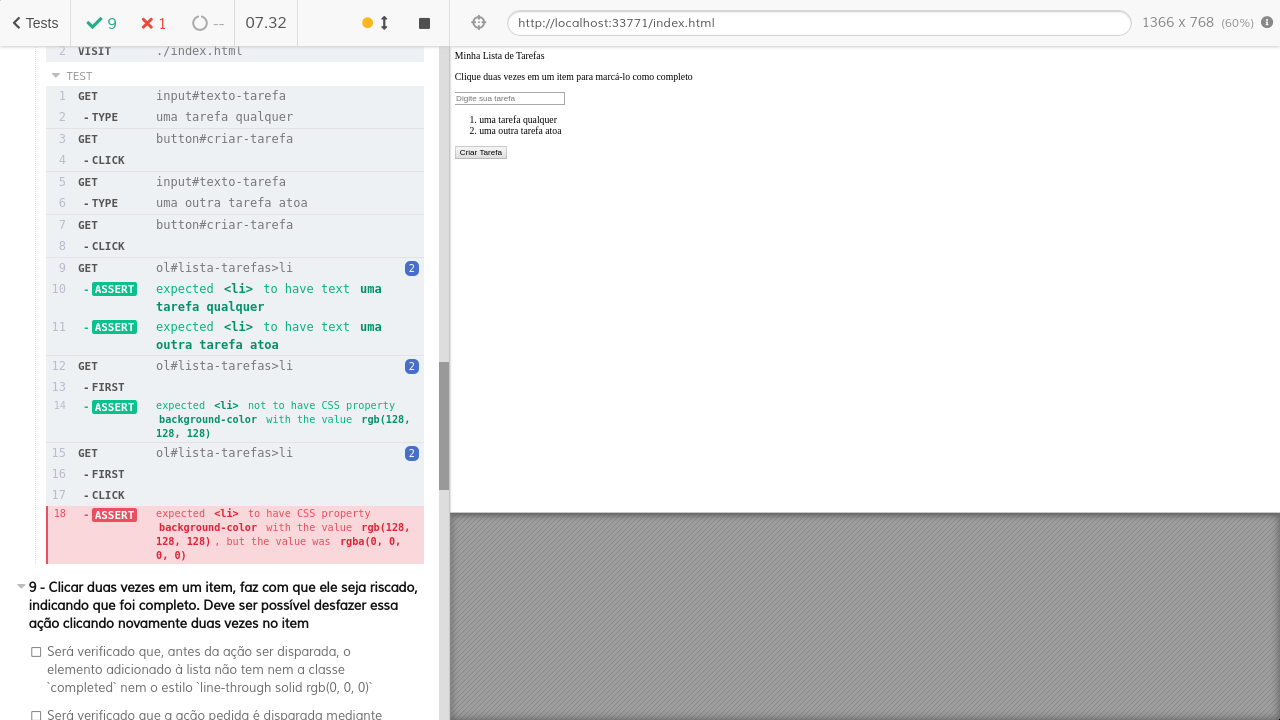 Tests 9 1 -- 07.32
http://localhost:33771/index.html 1366 x 768 (60%)
2 VISIT ./index.html
TEST
1 GET input#texto-tarefa
2 -TYPE uma tarefa qualquer
3 GET button#criar-tarefa
4 -CLICK
5 GET input#texto-tarefa
6 -TYPE uma outra tarefa atoa
7 GET button#criar-tarefa
8 -CLICK
9 GET ol#lista-tarefas>li 2
10 -ASSERT expected <li> to have text uma
tarefa qualquer
11 -ASSERT expected <li> to have text uma
outra tarefa atoa
12 GET ol#lista-tarefas>li 2
13 -FIRST
14 -ASSERT expected <li> not to have CSS property
background-color with the value rgb(128,
128, 128)
15 GET ol#lista-tarefas>li 2
16 -FIRST
17 -CLICK
18 -ASSERT expected <li> to have CSS property
background-color with the value rgb(128,
128, 128), but the value was rgba(0, 0,
0, 0)
9 - Clicar duas vezes em um item, faz com que ele seja riscado,
indicando que foi completo. Deve ser possível desfazer essa
ação clicando novamente duas vezes no item
Será verificado que, antes da ação ser disparada, o
elemento adicionado à lista não tem nem a classe
`completed` nem o estilo `line-through solid rgb(0, 0, 0)`
Será verificado que a ação pedida é disparada mediante
Minha Lista de Tarefas
Clique duas vezes em um item para marcá-lo como completo
Digite sua tarefa
1. uma tarefa qualquer
2. uma outra tarefa atoa
Criar Tarefa